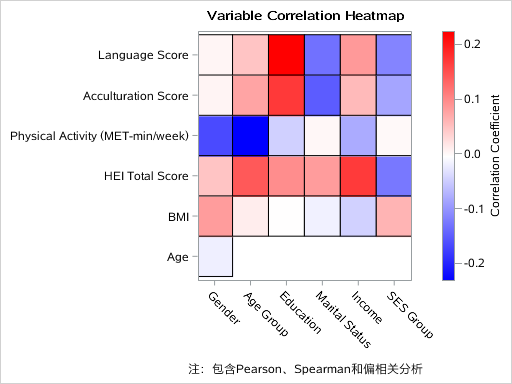 Variable Correlation Heatmap
Language Score
Acculturation Score
Physical Activity (MET-min/week)
HEI Total Score
BMI
Age
Gender
Age Group
Education
Marital Status
Income
SES Group
0.2
0.1
0.0
-0.1
-0.2
Correlation Coefficient
注：包含Pearson、Spearman和偏相关分析